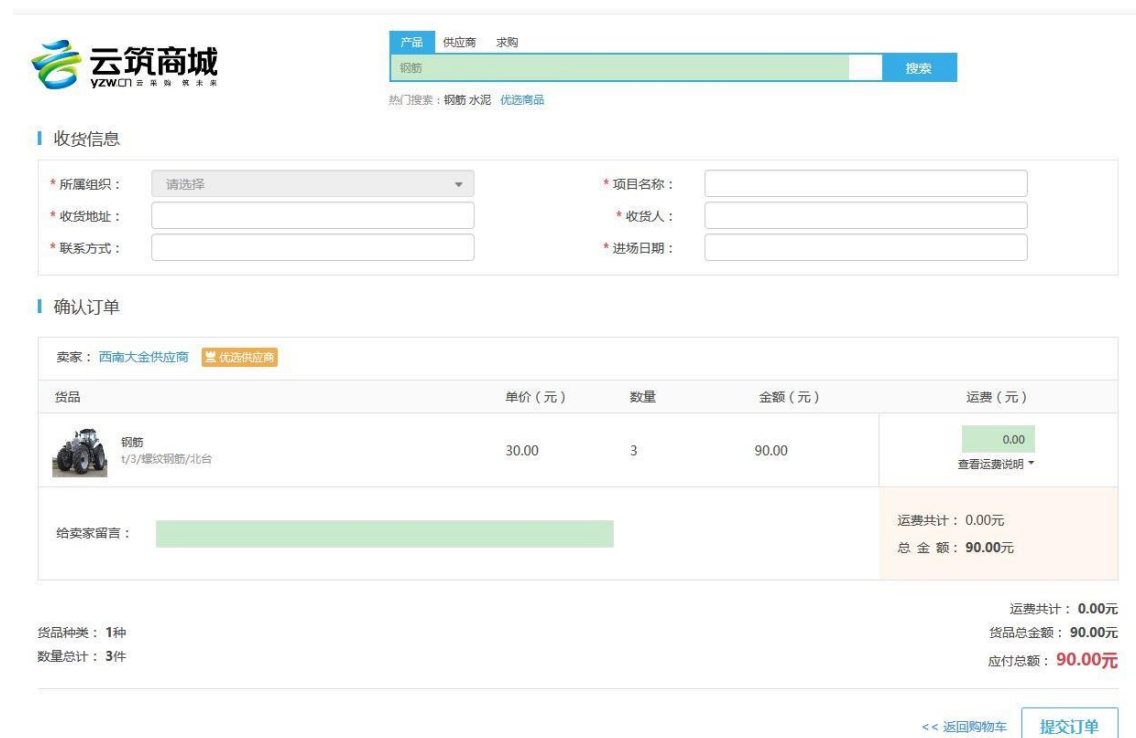 云筑商城
yzw.cn 云采购 筑未来
产品 供应商 求购
钢筋 搜索
热门搜索：钢筋 水泥 优选商品
收货信息
* 所属组织： 请选择 * 项目名称：
* 收货地址： * 收货人：
* 联系方式： * 进场日期：
确认订单
卖家： 西南大金供应商 优选供应商
货品 单价（元） 数量 金额（元） 运费（元）
钢筋
t/3/螺纹钢筋/北台
30.00 3 90.00 0.00
查看运费说明
给卖家留言：
运费共计： 0.00元
总 金 额： 90.00元
货品种类： 1种
数量总计： 3件
运费共计： 0.00元
货品总金额： 90.00元
应付总额： 90.00元
<< 返回购物车 提交订单